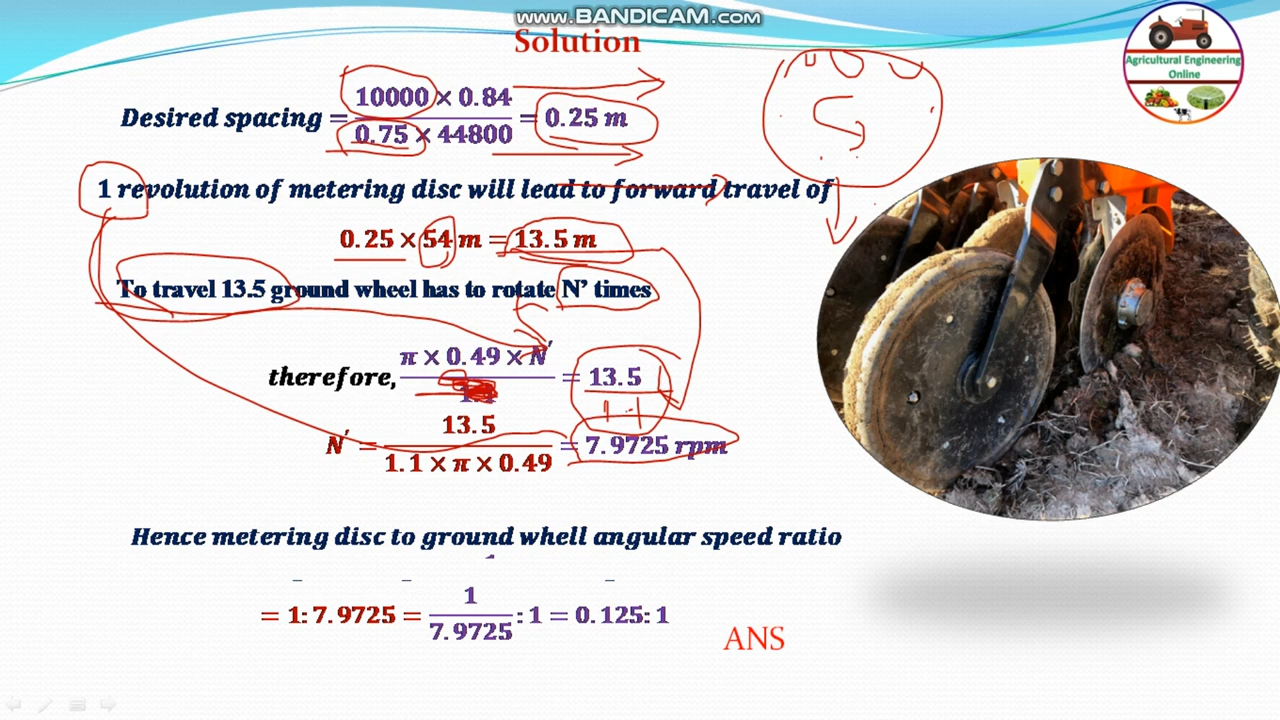 www.BANDICAM.com
Solution
Agricultural Engineering
Online
Desired spacing = 10000 × 0.84 / 0.75 × 44800 = 0.25 m
1 revolution of metering disc will lead to forward travel of
0.25 × 54 m = 13.5 m
To travel 13.5 ground wheel has to rotate N' times
therefore, π × 0.49 × N' = 13.5
1.1
N' = 13.5 / 1.1 × π × 0.49 = 7.9725 rpm
Hence metering disc to ground whell angular speed ratio
= 1: 7.9725 = 1 / 7.9725 : 1 = 0.125: 1
ANS